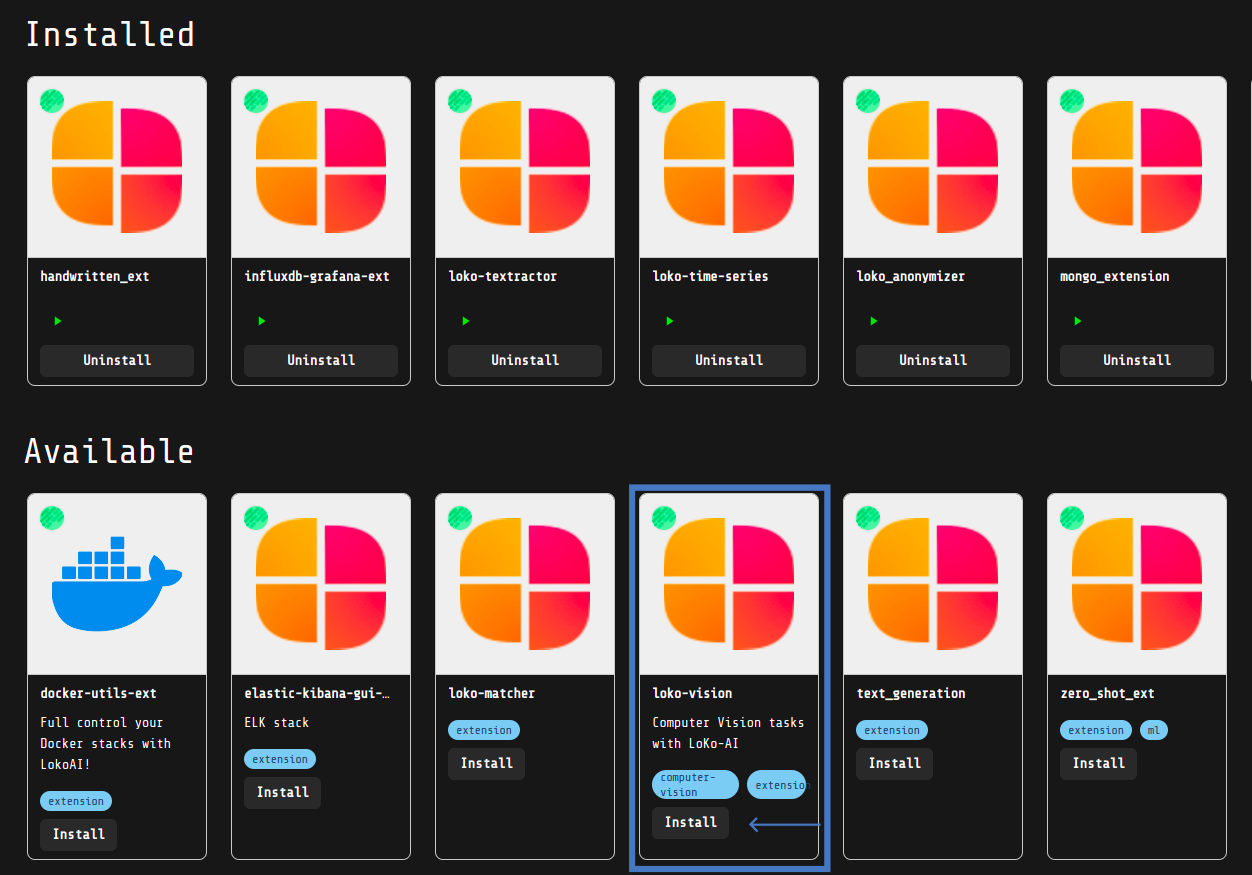 Installed
handwritten_ext
influxdb-grafana-ext
loko-textractor
loko-time-series
loko_anonymizer
mongo_extension
Uninstall
Uninstall
Uninstall
Uninstall
Uninstall
Uninstall
Available
docker-utils-ext
Full control your
Docker stacks with
LokoAI!
extension
Install
elastic-kibana-gui-…
ELK stack
extension
Install
loko-matcher
extension
Install
loko-vision
Computer Vision tasks
with LoKo-AI
computer-
vision
extensio
Install
text_generation
extension
Install
zero_shot_ext
extension
ml
Install